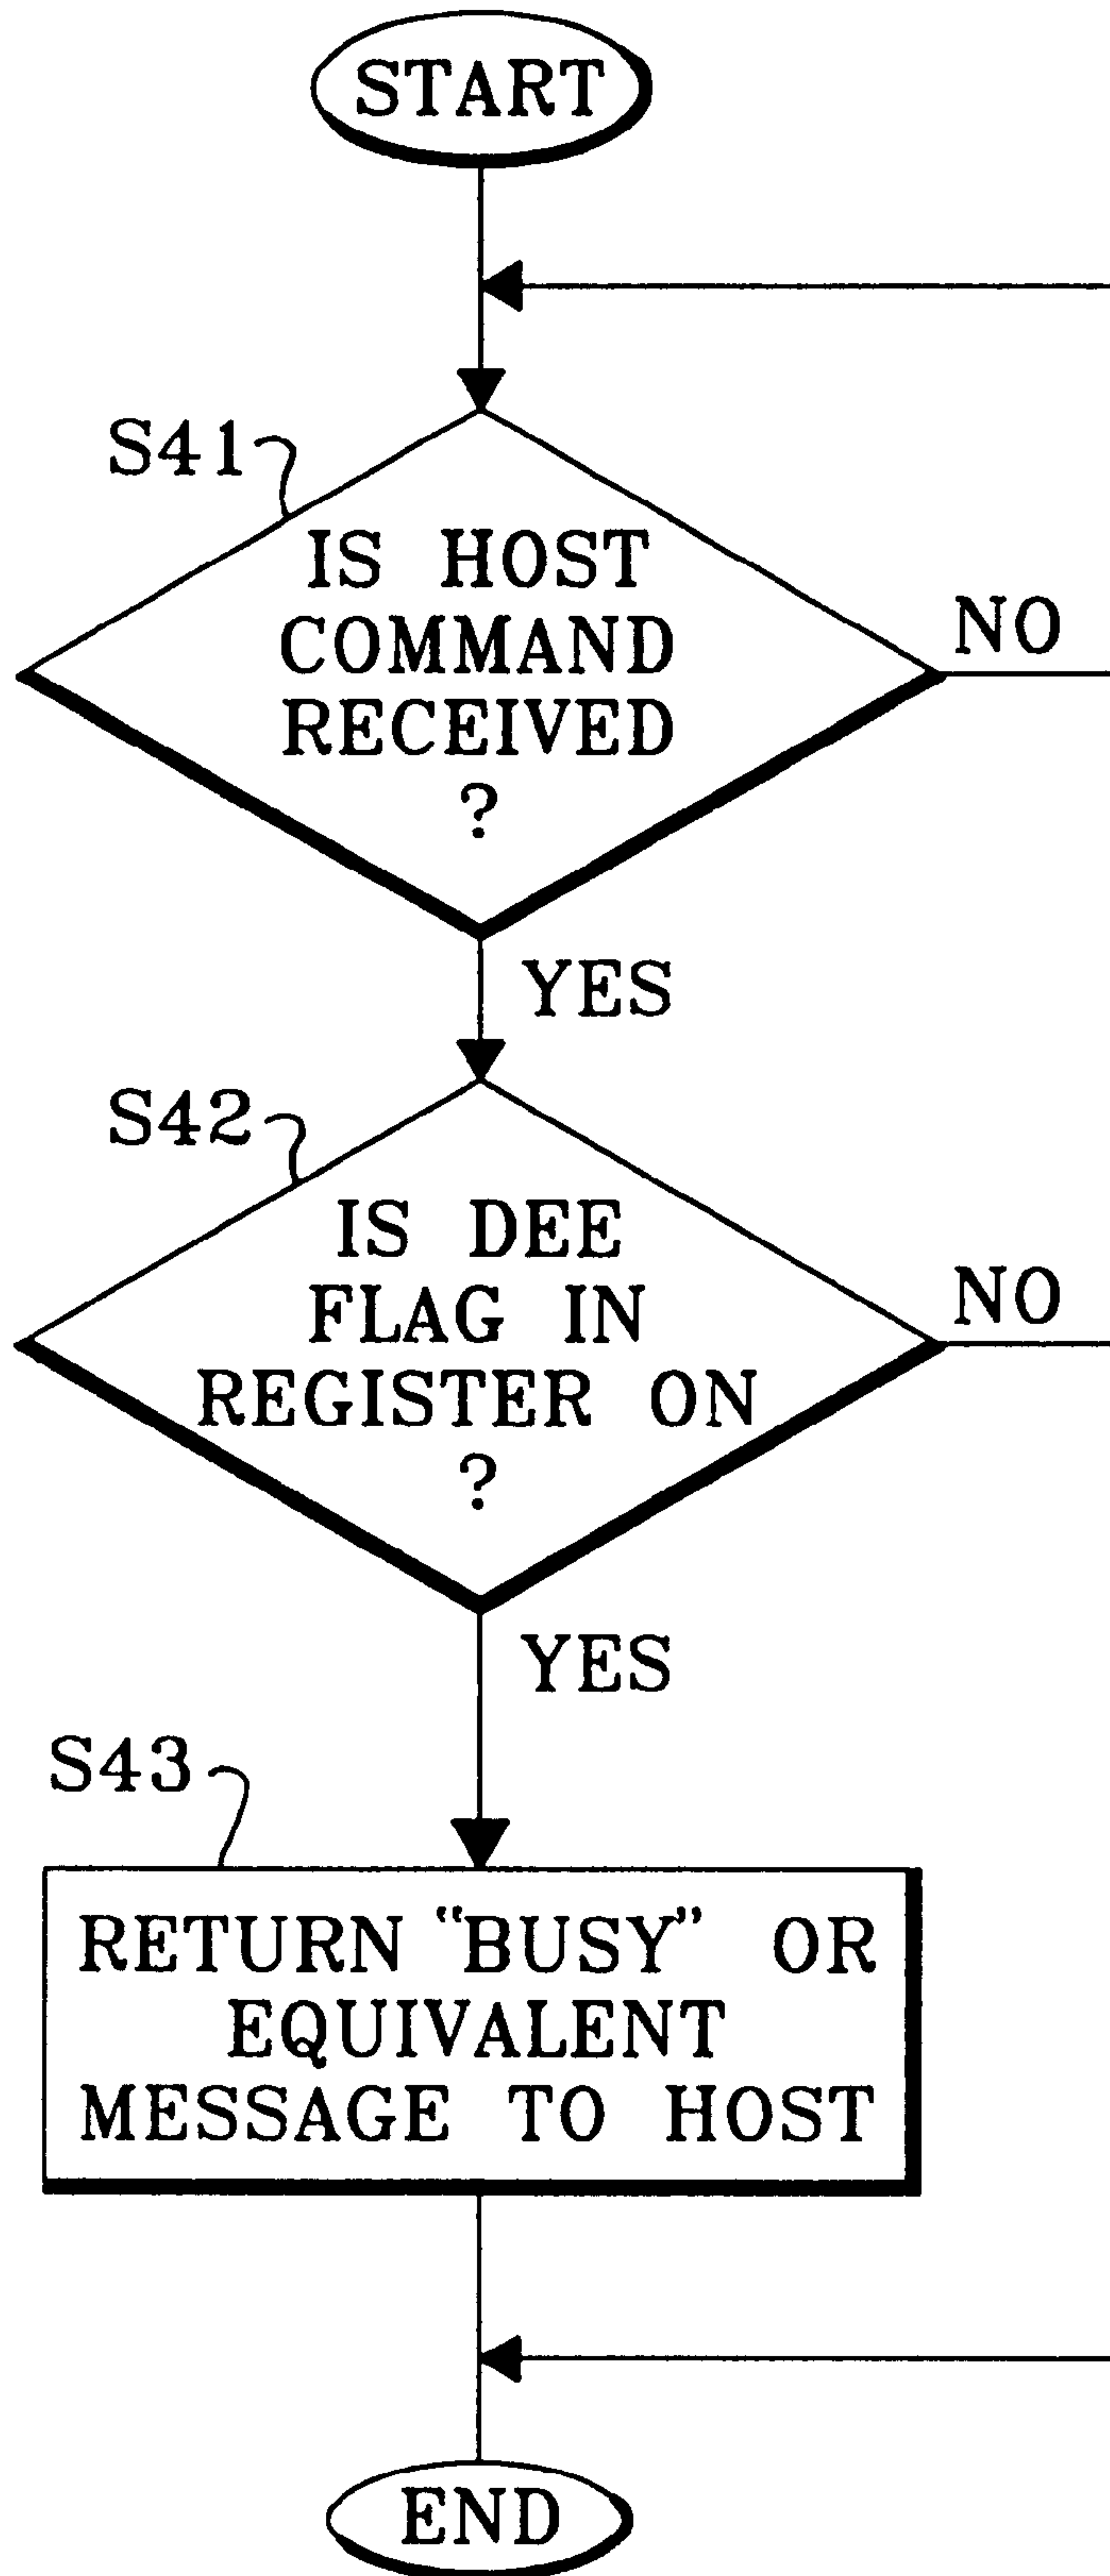 START
S41
IS HOST
COMMAND
RECEIVED
?
NO
YES
S42
IS DEE
FLAG IN
REGISTER ON
?
NO
YES
S43
RETURN “BUSY” OR
EQUIVALENT
MESSAGE TO HOST
END